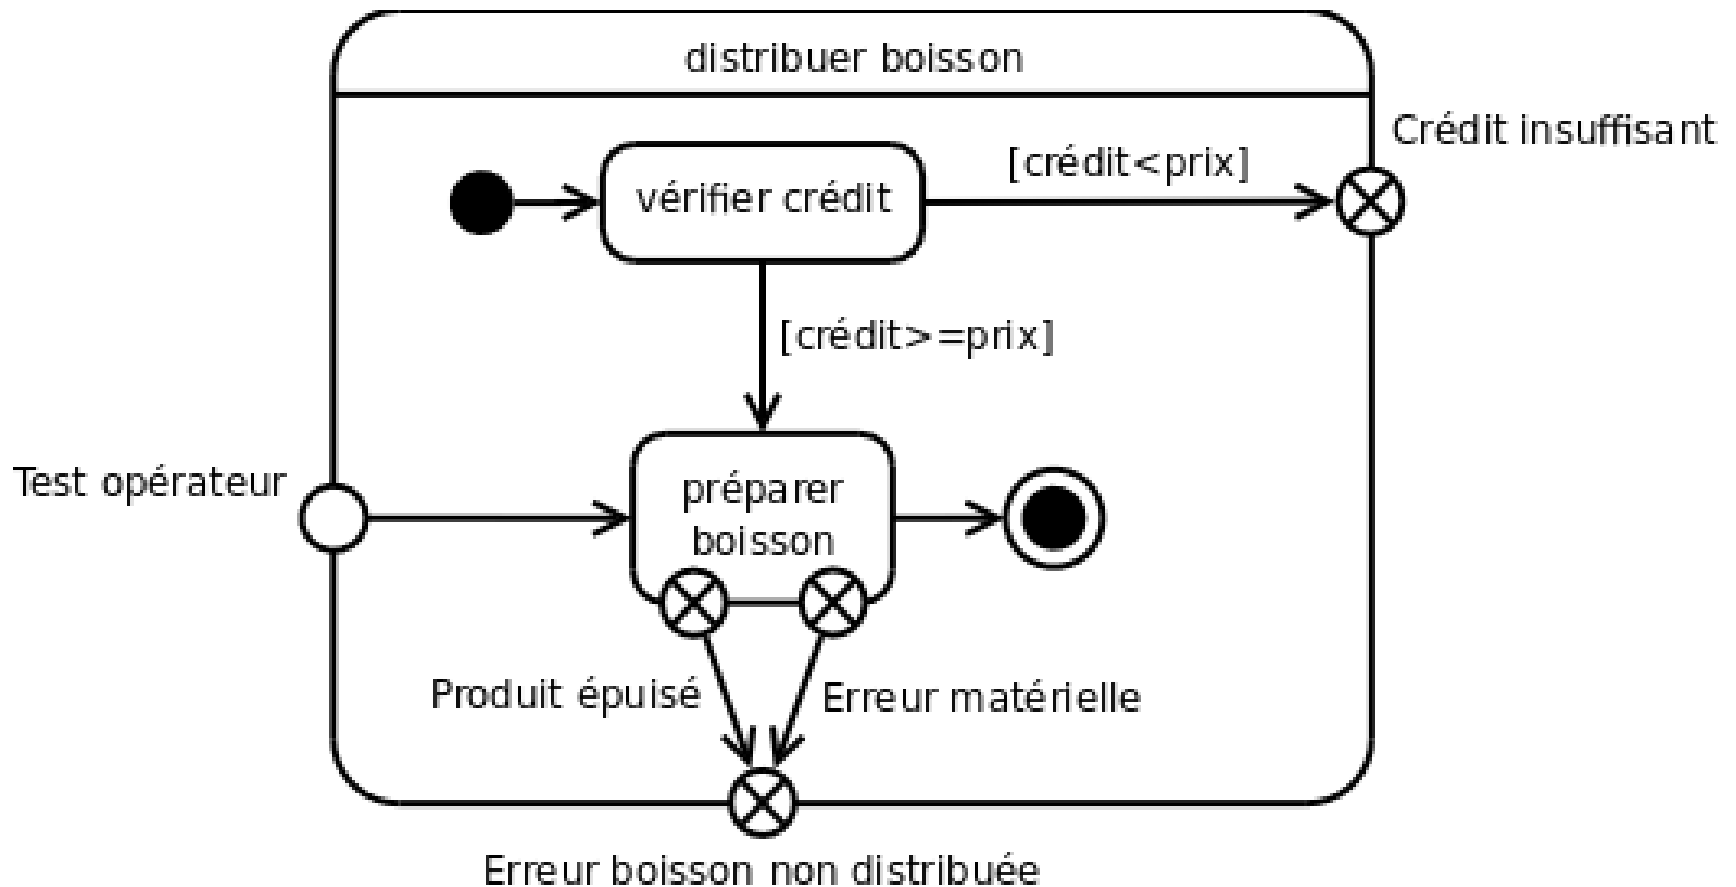 distribuer boisson
Crédit insuffisant
[crédit<prix]
vérifier crédit
[crédit>=prix]
Test opérateur
préparer
boisson
Produit épuisé
Erreur matérielle
Erreur boisson non distribuée